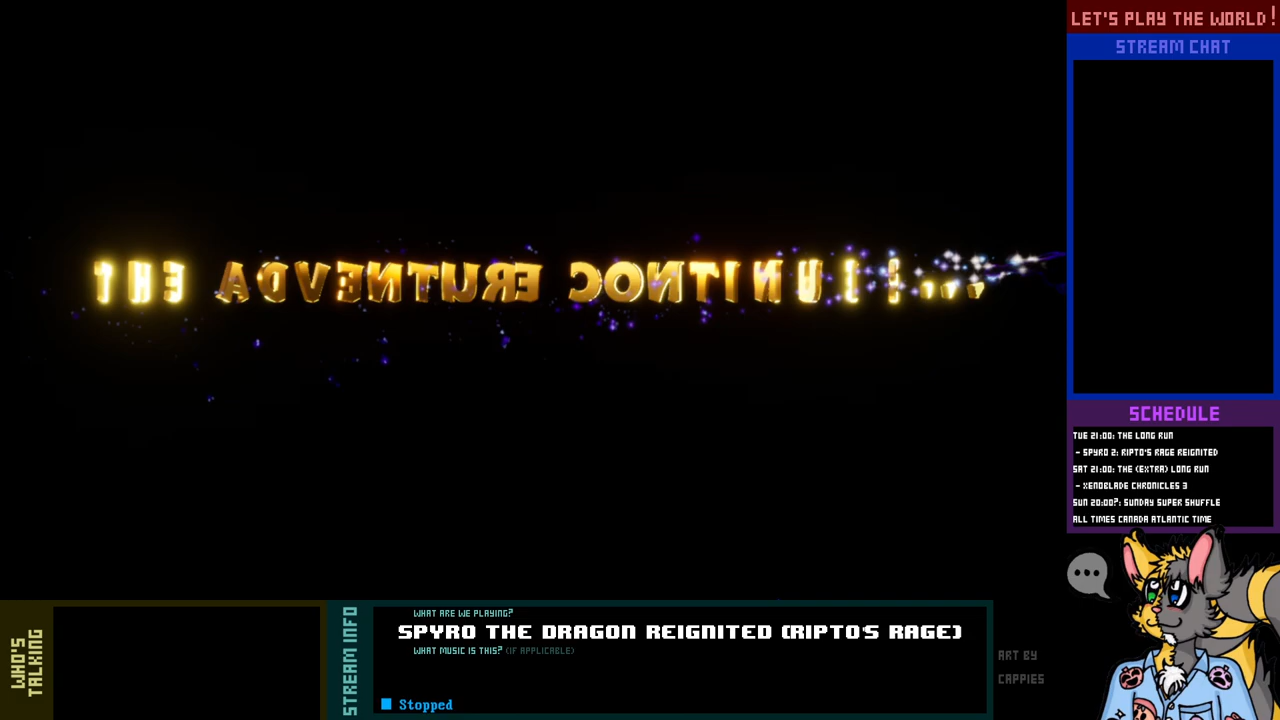 LET'S PLAY THE WORLD!
STREAM CHAT
THE ADVENTURE CONTINUES...
SCHEDULE
TUE 21:00: THE LONG RUN
- SPYRO 2: RIPTO'S RAGE REIGNITED
SAT 21:00: THE (EXTRA) LONG RUN
- XENOBLADE CHRONICLES 3
SUN 20:00?: SUNDAY SUPER SHUFFLE
ALL TIMES CANADA ATLANTIC TIME
WHO'S
TALKING
STREAM INFO
WHAT ARE WE PLAYING?
SPYRO THE DRAGON REIGNITED (RIPTO'S RAGE)
WHAT MUSIC IS THIS? (IF APPLICABLE)
Stopped
ART BY
CAPPIES